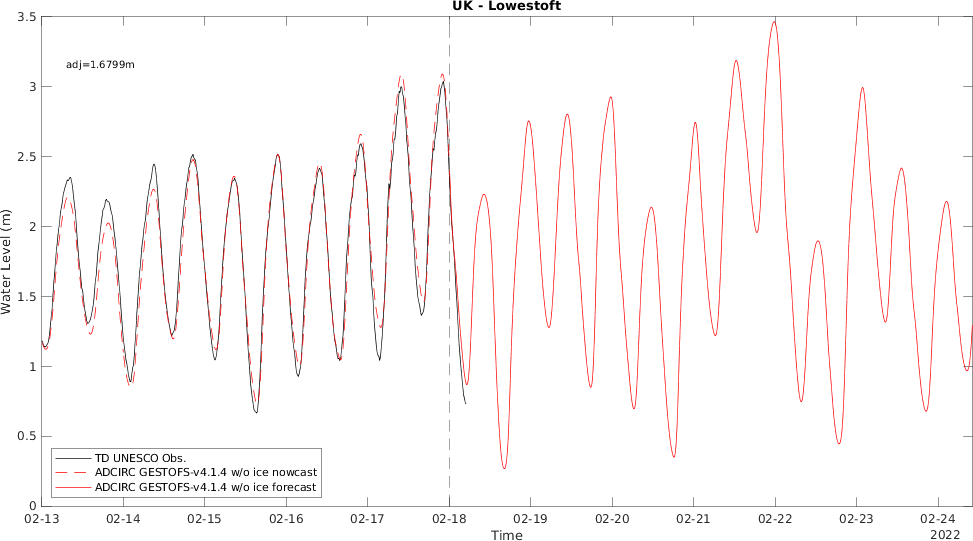 UK - Lowestoft
3.5
3
2.5
2
1.5
1
0.5
0
Water Level (m)
adj=1.6799m
TD UNESCO Obs.
ADCIRC GESTOFS-v4.1.4 w/o ice nowcast
ADCIRC GESTOFS-v4.1.4 w/o ice forecast
02-13 02-14 02-15 02-16 02-17 02-18 02-19 02-20 02-21 02-22 02-23 02-24
Time
2022